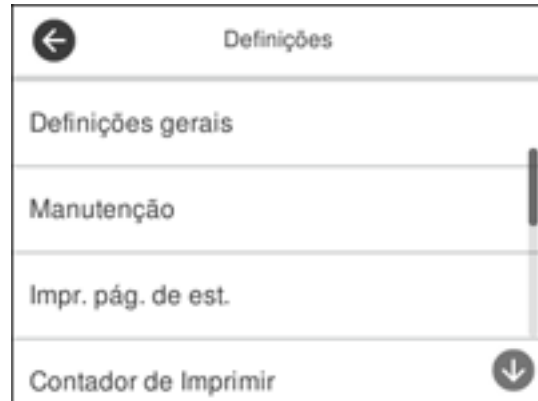 Definições
Definições gerais
Manutenção
Impr. pág. de est.
Contador de Imprimir